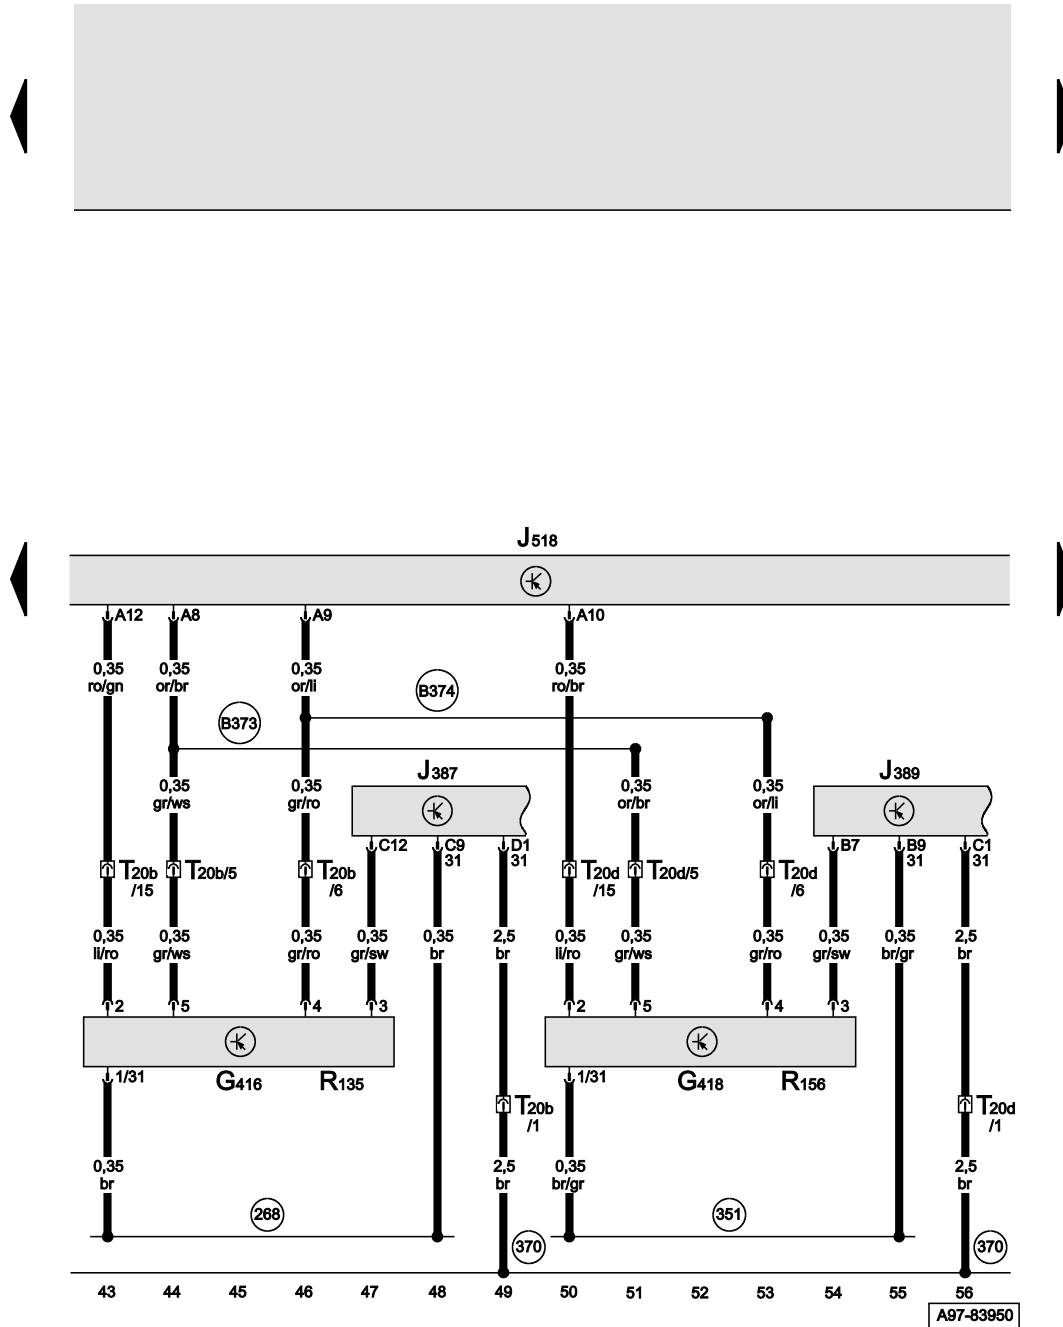 J518
A12 A8 A9 A10
0,35 0,35 0,35 0,35
ro/gn or/br or/li ro/br
B374
B373
J387 J389
0,35 0,35 0,35 0,35
gr/ws gr/ro or/br or/li
C12 C9 D1 B7 B9 C1
31 31 31 31
T20b T20b/5 T20b T20d T20d/5 T20d
/15 /6 /15 /6
0,35 0,35 0,35 0,35 0,35 2,5 0,35 0,35 0,35 0,35 0,35 2,5
li/ro gr/ws gr/ro gr/sw br br li/ro gr/ws gr/ro gr/sw br/gr br
2 5 4 3 2 5 4 3
1/31 G416 R135 1/31 G418 R156
T20b T20d
/1 /1
0,35 2,5 0,35 2,5
br br br/gr br
268 351
370 370
43 44 45 46 47 48 49 50 51 52 53 54 55 56
A97-83950